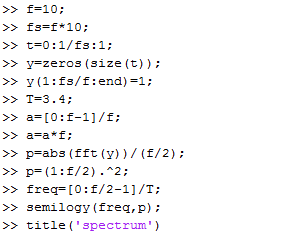 >> f=10;
>> fs=f*10;
>> t=0:1/fs:1;
>> y=zeros(size(t));
>> y(1:fs/f:end)=1;
>> T=3.4;
>> a=[0:f-1]/f;
>> a=a*f;
>> p=abs(fft(y))/(f/2);
>> p=(1:f/2).^2;
>> freq=[0:f/2-1]/T;
>> semilogy(freq,p);
>> title('spectrum')